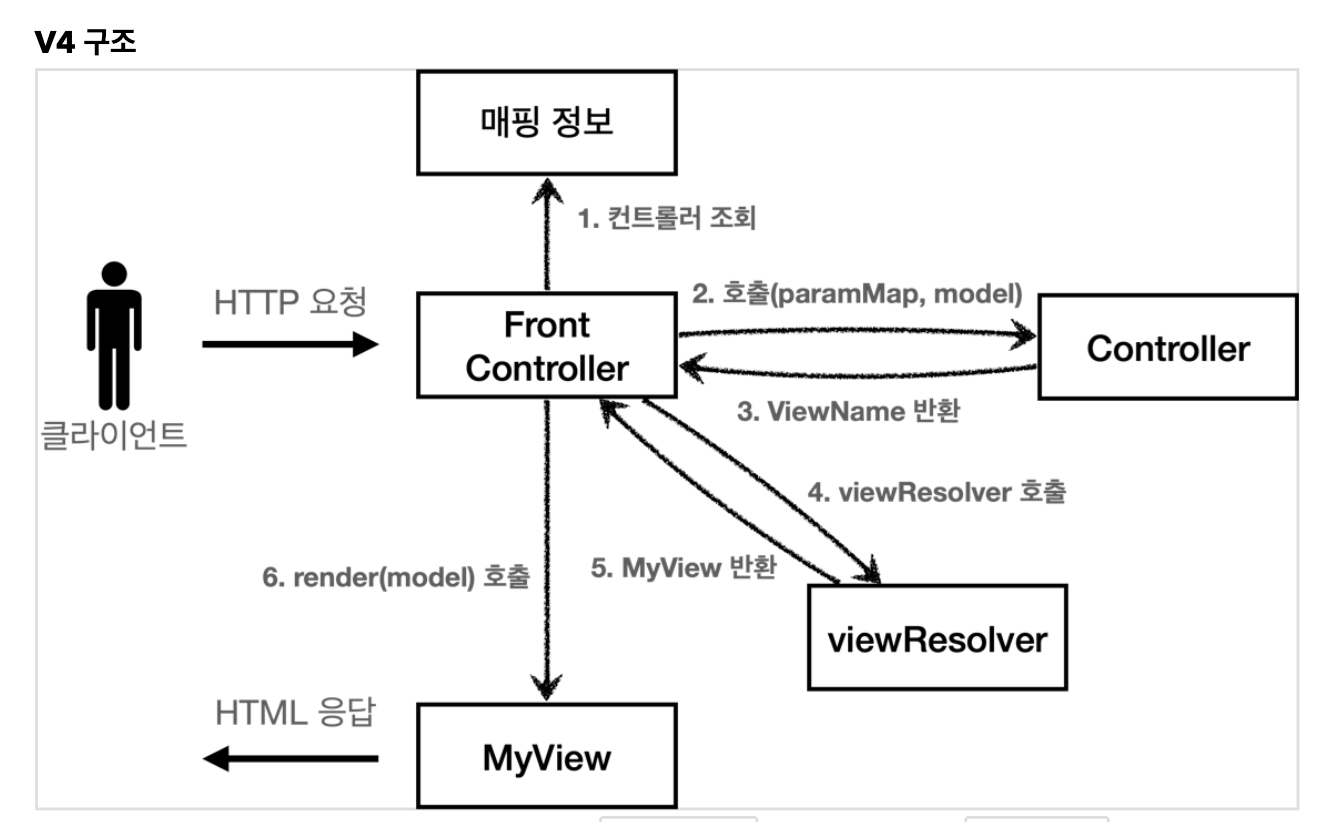 V4 구조
매핑 정보
1. 컨트롤러 조회
HTTP 요청
2. 호출(paramMap, model)
Front
Controller
Controller
3. ViewName 반환
클라이언트
4. viewResolver 호출
5. MyView 반환
6. render(model) 호출
viewResolver
HTML 응답
MyView